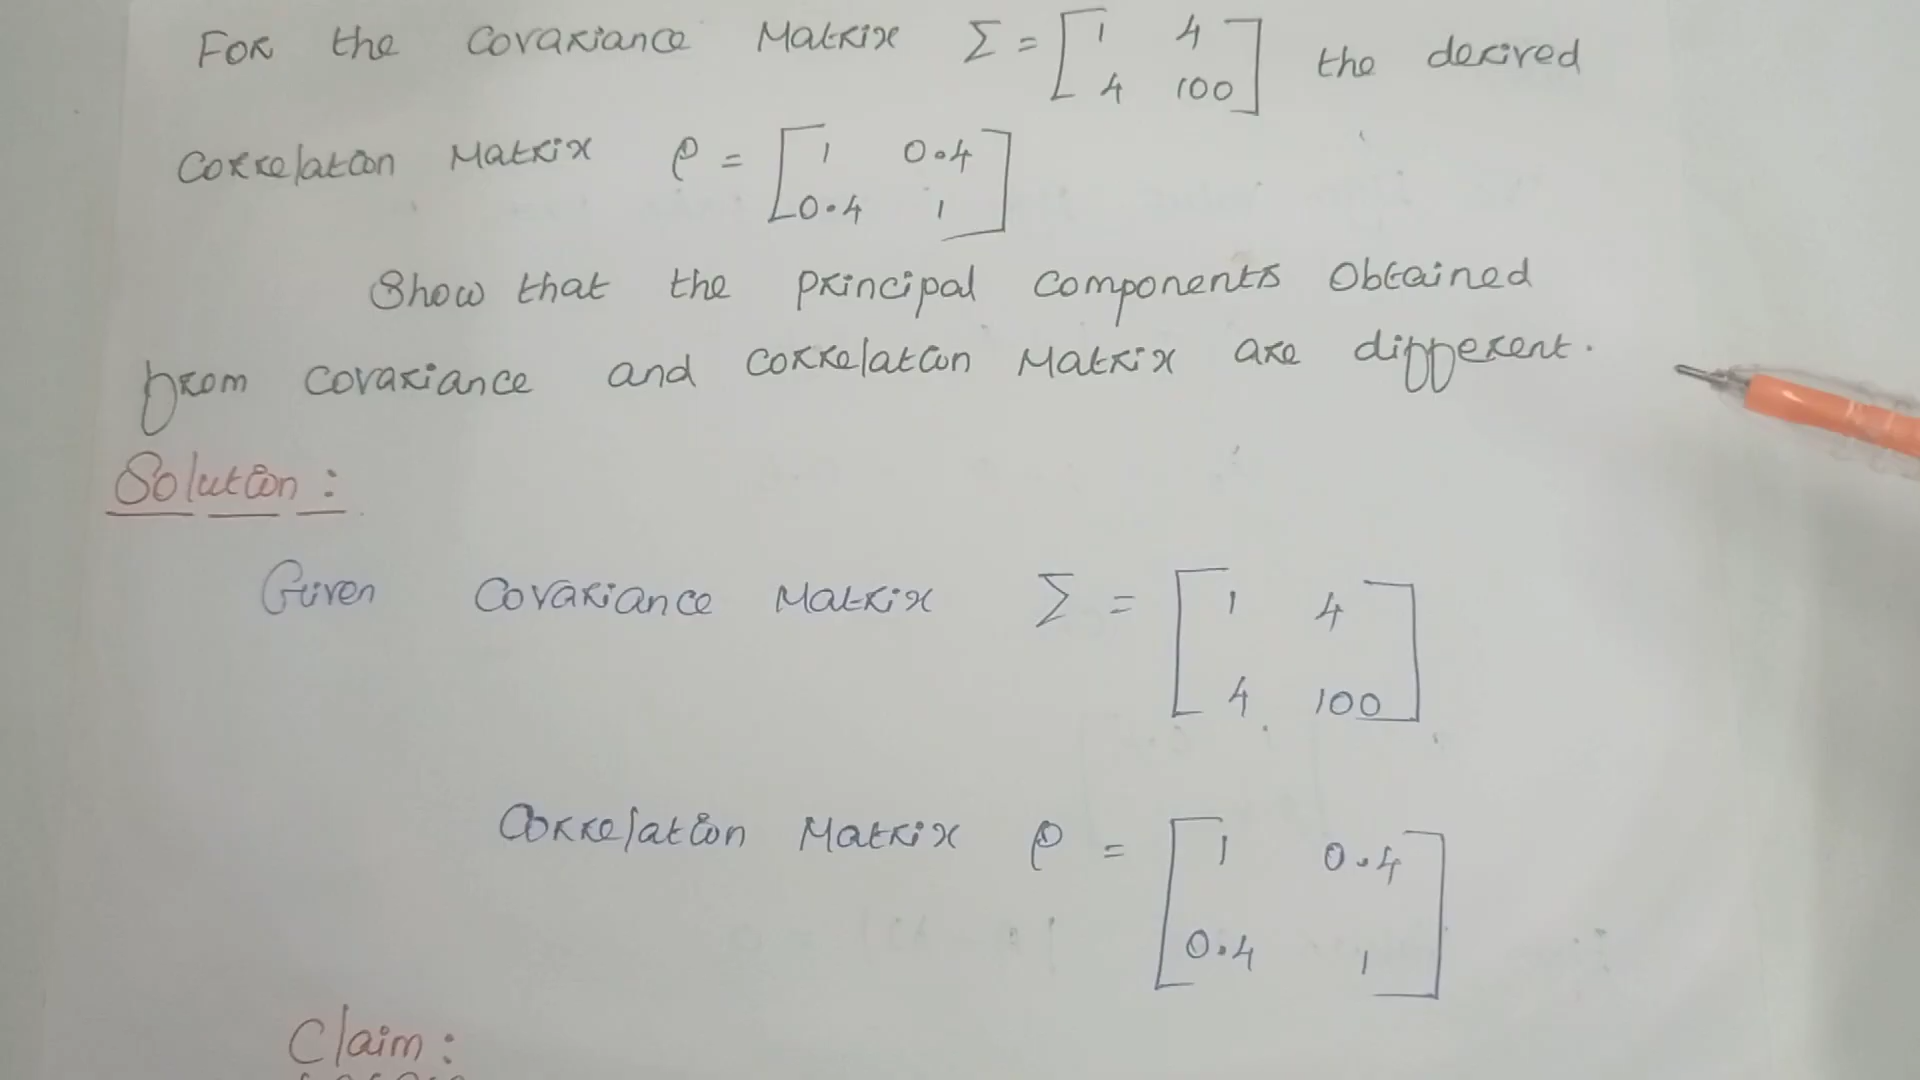 For the Covariance Matrix Σ = [1 4 the derived
4 100]
Correlation Matrix ρ = [1 0.4
0.4 1]
Show that the principal components Obtained
from covariance and correlation Matrix are different.
Solution:
Given Covariance Matrix Σ = [1 4
4 100]
Correlation Matrix ρ = [1 0.4
0.4 1]
Claim: